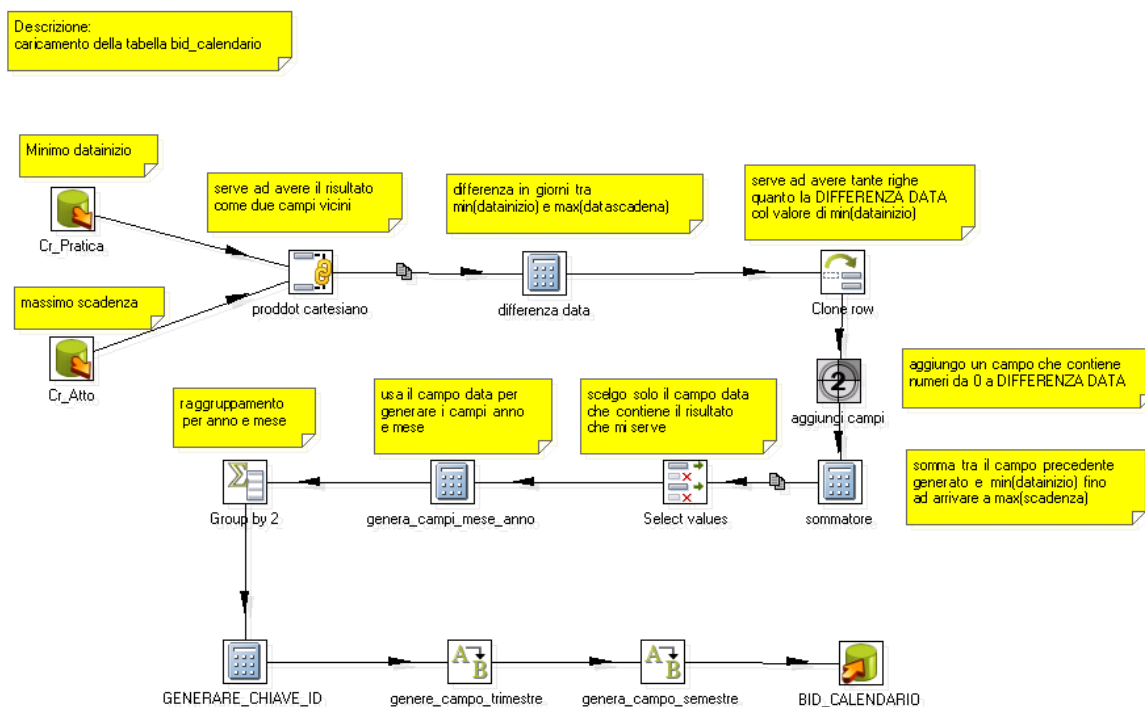 Descrizione:
caricamento della tabella bid_calendario
Minimo datainizio
serve ad avere il risultato
come due campi vicini
differenza in giorni tra
min(datainizio) e max(datascadena)
serve ad avere tante righe
quanto la DIFFERENZA DATA
col valore di min(datainizio)
Cr_Pratica
proddot cartesiano
differenza data
Clone row
massimo scadenza
Cr_Atto
aggiungo un campo che contiene
numeri da 0 a DIFFERENZA DATA
2
aggiungi campi
raggruppamento
per anno e mese
usa il campo data per
generare i campi anno
e mese
scelgo solo il campo data
che contiene il risultato
che mi serve
somma tra il campo precedente
generato e min(datainizio) fino
ad arrivare a max(scadenza)
Group by 2
genera_campi_mese_anno
Select values
sommatore
GENERARE_CHIAVE_ID
A B
genere_campo_trimestre
A B
genera_campo_semestre
BID_CALENDARIO